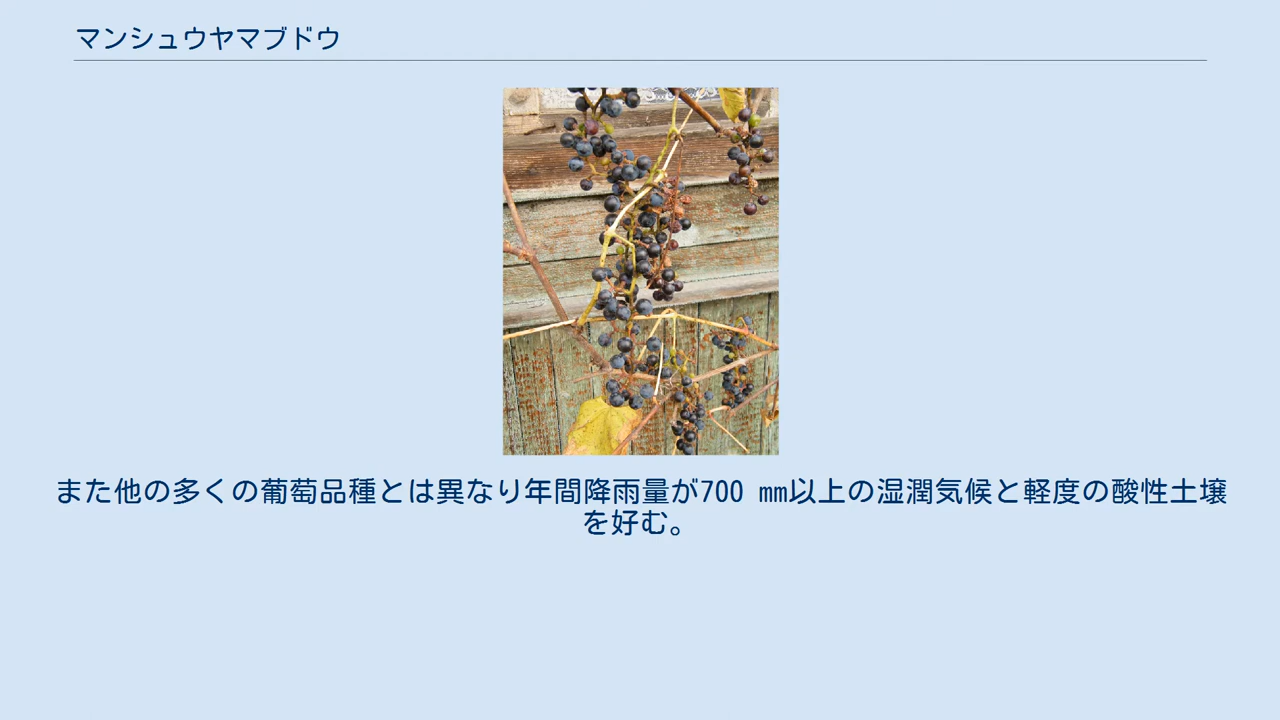 マンシュウヤマブドウ
また他の多くの葡萄品種とは異なり年間降雨量が700 mm以上の湿潤気候と軽度の酸性土壌
を好む。